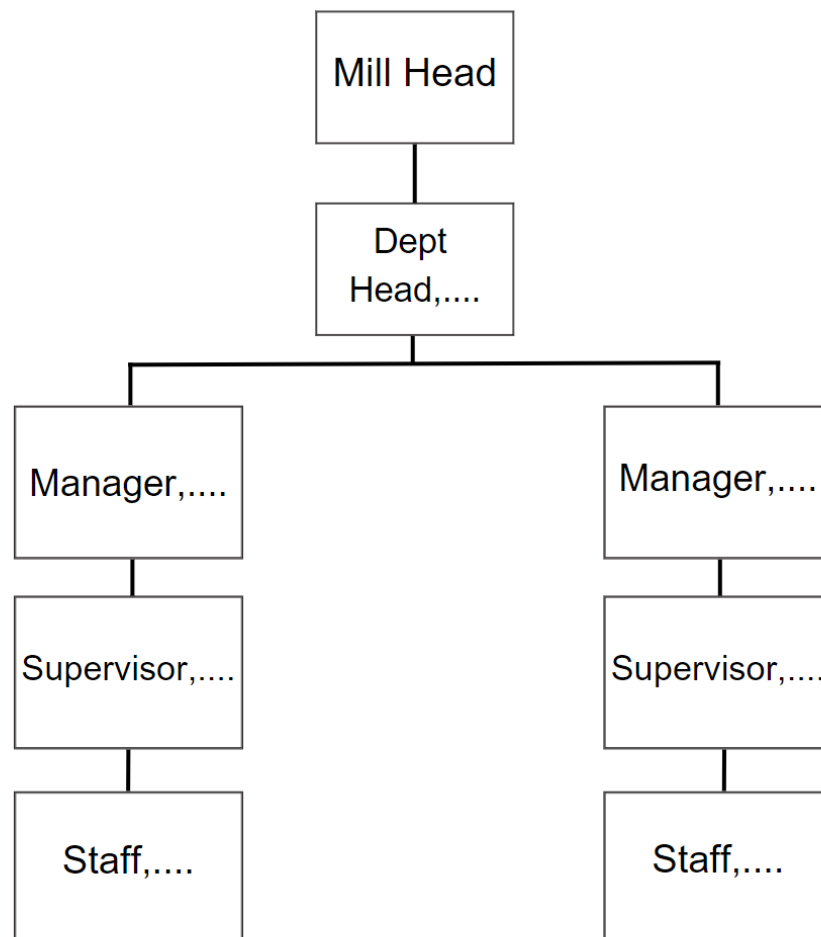 Mill Head
Dept
Head,....
Manager,....
Manager,....
Supervisor,....
Supervisor,....
Staff,....
Staff,....